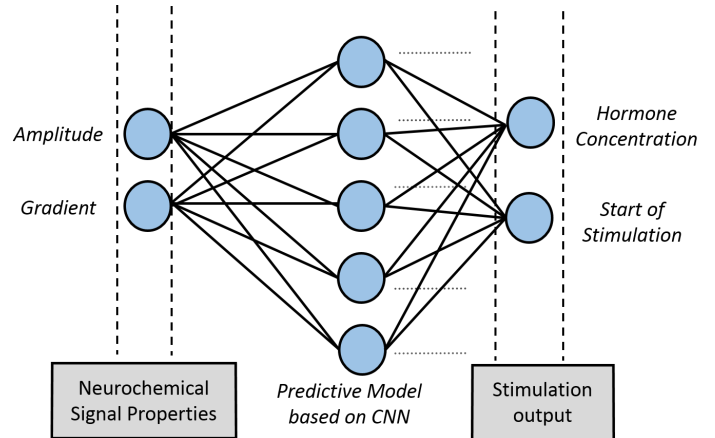 Amplitude
Gradient
Hormone
Concentration
Start of
Stimulation
Neurochemical
Signal Properties
Predictive Model
based on CNN
Stimulation
output